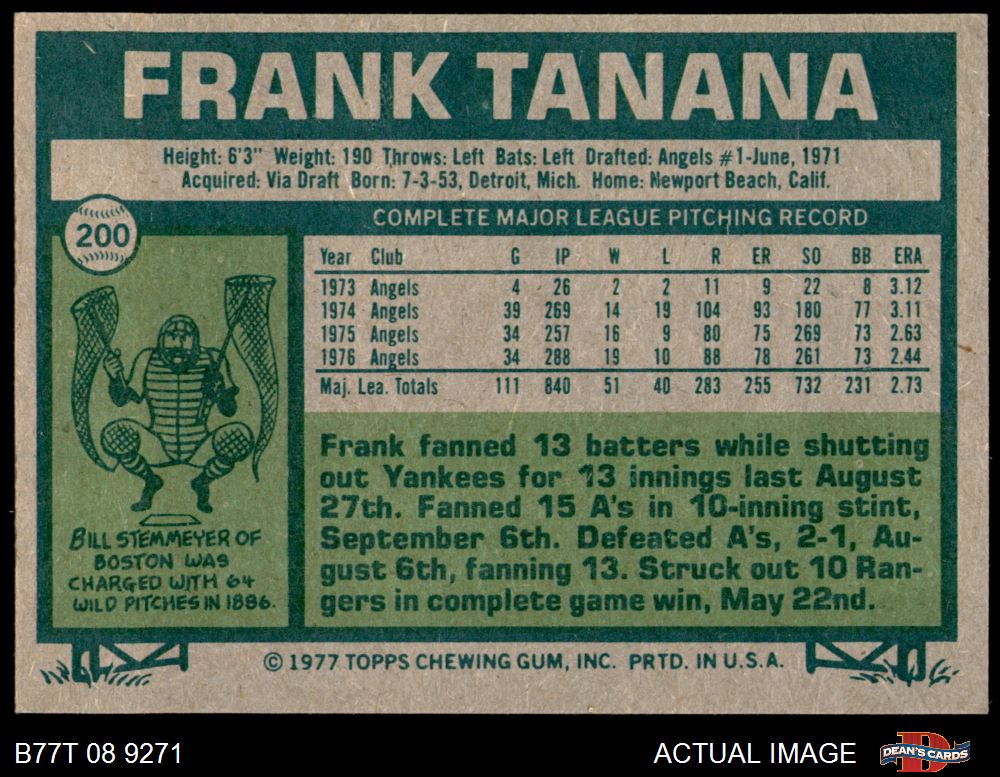 FRANK TANANA
Height: 6'3" Weight: 190 Throws: Left Bats: Left Drafted: Angels #1-June, 1971
Acquired: Via Draft Born: 7-3-53, Detroit, Mich. Home: Newport Beach, Calif.
200
COMPLETE MAJOR LEAGUE PITCHING RECORD
Year Club G IP W L R ER SO BB ERA
1973 Angels 4 26 2 2 11 9 22 8 3.12
1974 Angels 39 269 14 19 104 93 180 77 3.11
1975 Angels 34 257 16 9 80 75 269 73 2.63
1976 Angels 34 288 19 10 88 78 261 73 2.44
Maj. Lea. Totals 111 840 51 40 283 255 732 231 2.73
BILL STEMMEYER OF
BOSTON WAS
CHARGED WITH 64
WILD PITCHES IN 1886.
Frank fanned 13 batters while shutting
out Yankees for 13 innings last August
27th. Fanned 15 A's in 10-inning stint,
September 6th. Defeated A's, 2-1, Au-
gust 6th, fanning 13. Struck out 10 Ran-
gers in complete game win, May 22nd.
© 1977 TOPPS CHEWING GUM, INC. PRTD. IN U.S.A.
B77T 08 9271
ACTUAL IMAGE
DEAN'S CARDS